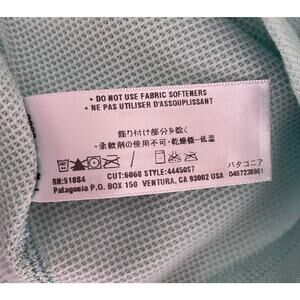 • DO NOT USE FABRIC SOFTENERS
• NE PAS UTILISER D'ASSOUPLISSANT
飾り付け部分を除く
・柔軟剤の使用不可・乾燥機－低温
RN:51884 CUT:6068 STYLE:44450S7 パタゴニア
Patagonia P.O. BOX 150 VENTURA, CA 93002 USA 0467238961